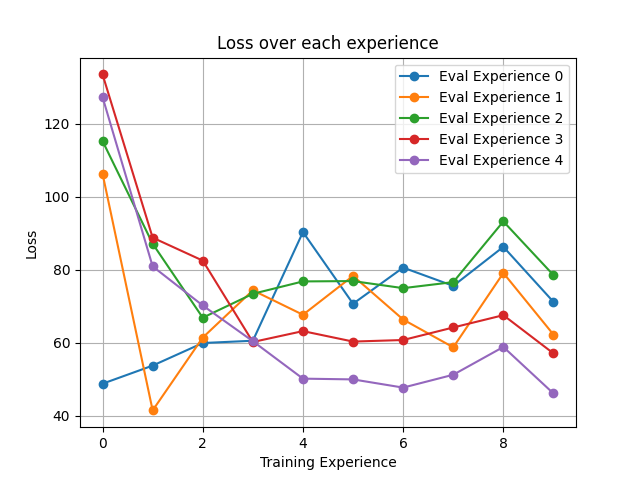 Loss over each experience
Eval Experience 0
Eval Experience 1
Eval Experience 2
Eval Experience 3
Eval Experience 4
120
100
80
60
40
Loss
0 2 4 6 8
Training Experience